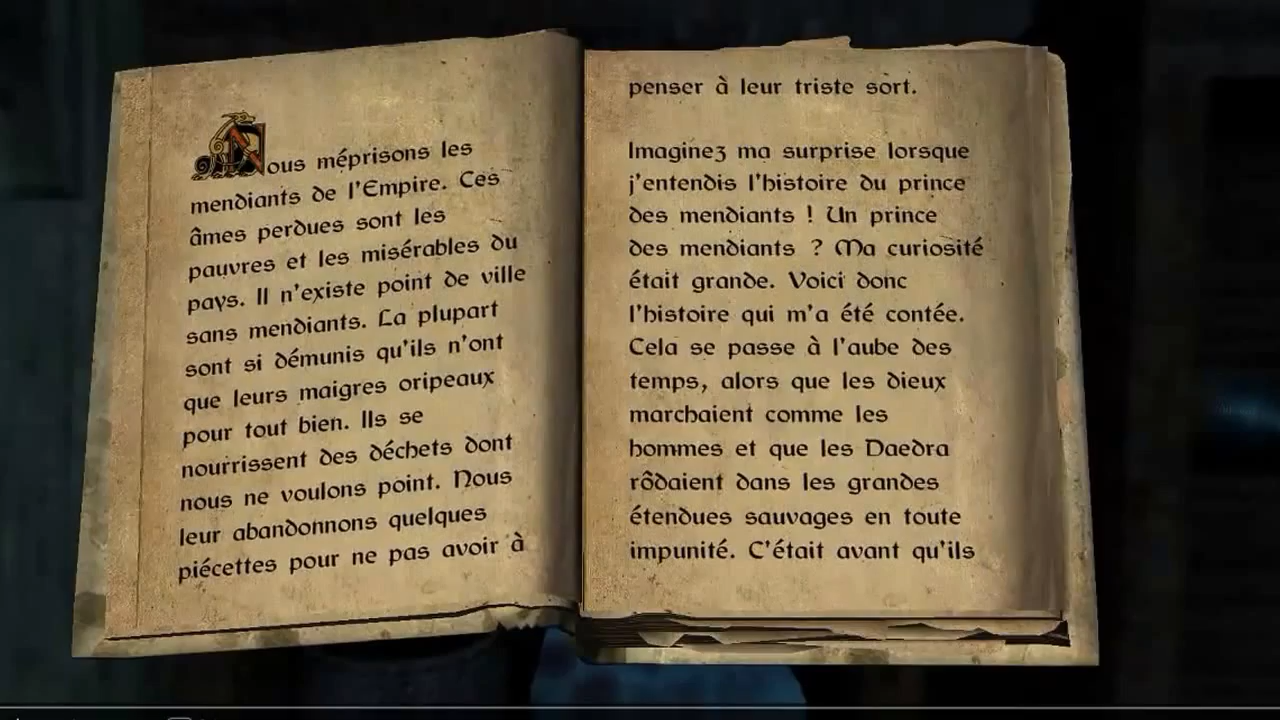 Nous méprisons les
mendiants de l'Empire. Ces
âmes perdues sont les
pauvres et les misérables du
pays. Il n'existe point de ville
sans mendiants. La plupart
sont si démunis qu'ils n'ont
que leurs maigres oripeaux
pour tout bien. Ils se
nourrissent des déchets dont
nous ne voulons point. Nous
leur abandonnons quelques
piécettes pour ne pas avoir à
penser à leur triste sort.
Imaginez ma surprise lorsque
j'entendis l'histoire du prince
des mendiants ! Un prince
des mendiants ? Ma curiosité
était grande. Voici donc
l'histoire qui m'a été contée.
Cela se passe à l'aube des
temps, alors que les dieux
marchaient comme les
hommes et que les Daedra
rôdaient dans les grandes
étendues sauvages en toute
impunité. C'était avant qu'ils